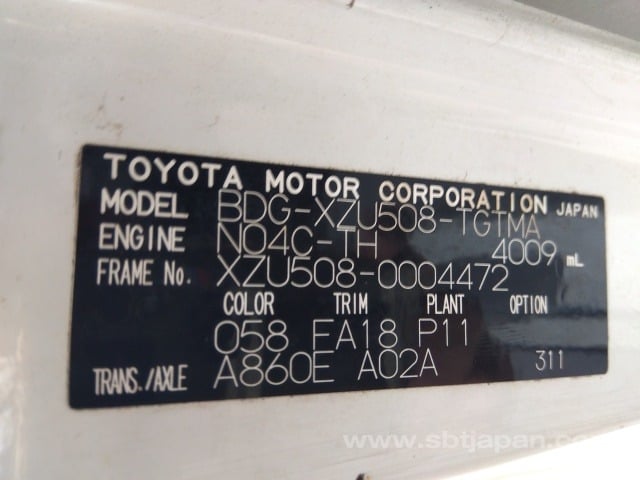 TOYOTA MOTOR CORPORATION JAPAN
MODEL BDG-XZU508-TGTMA
ENGINE N04C-TH 4009 mL
FRAME No. XZU508-0004472
COLOR TRIM PLANT OPTION
058 FA18 P11
TRANS./AXLE A860E A02A 311
www.sbtjapan.co